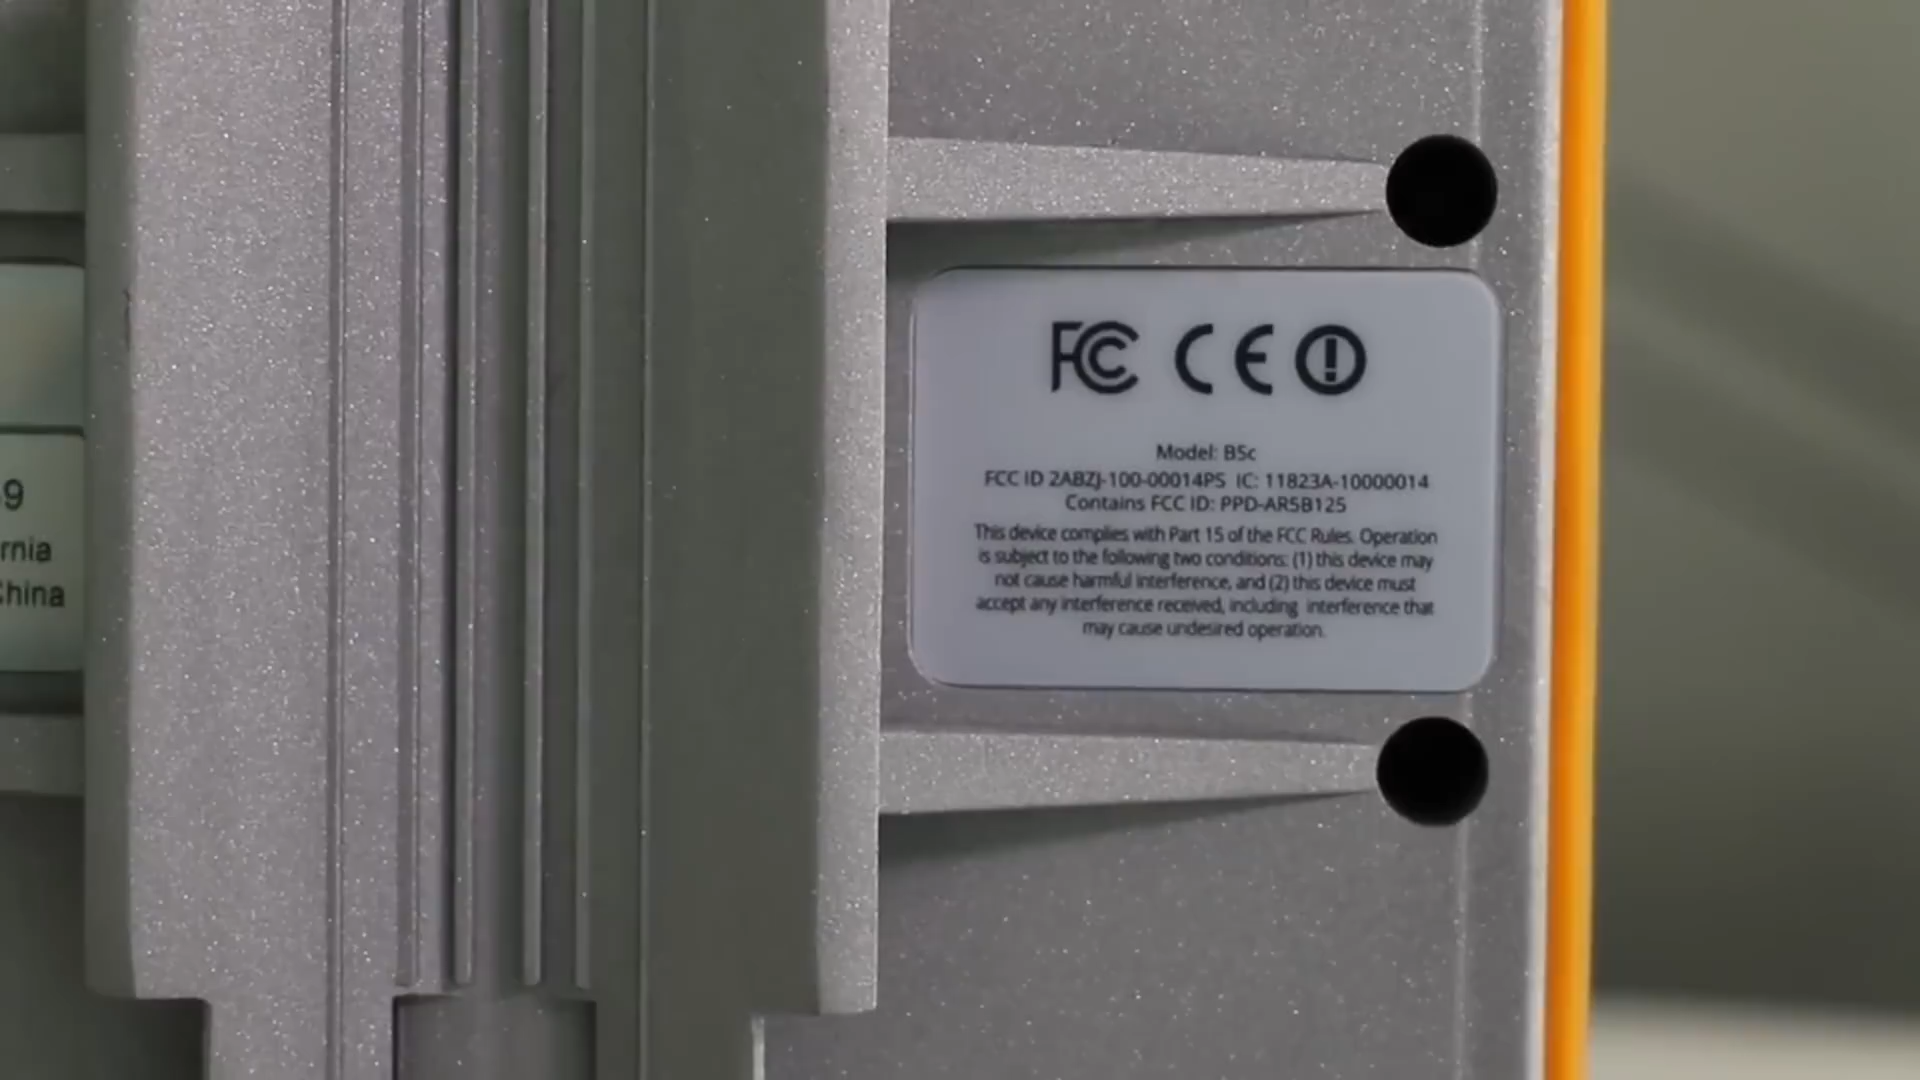 9
rnia
China
FC CE
Model: B5c
FCC ID 2ABZJ-100-00014PS IC: 11823A-10000014
Contains FCC ID: PPD-AR5B125
This device complies with Part 15 of the FCC Rules. Operation
is subject to the following two conditions: (1) this device may
not cause harmful interference, and (2) this device must
accept any interference received, including interference that
may cause undesired operation.